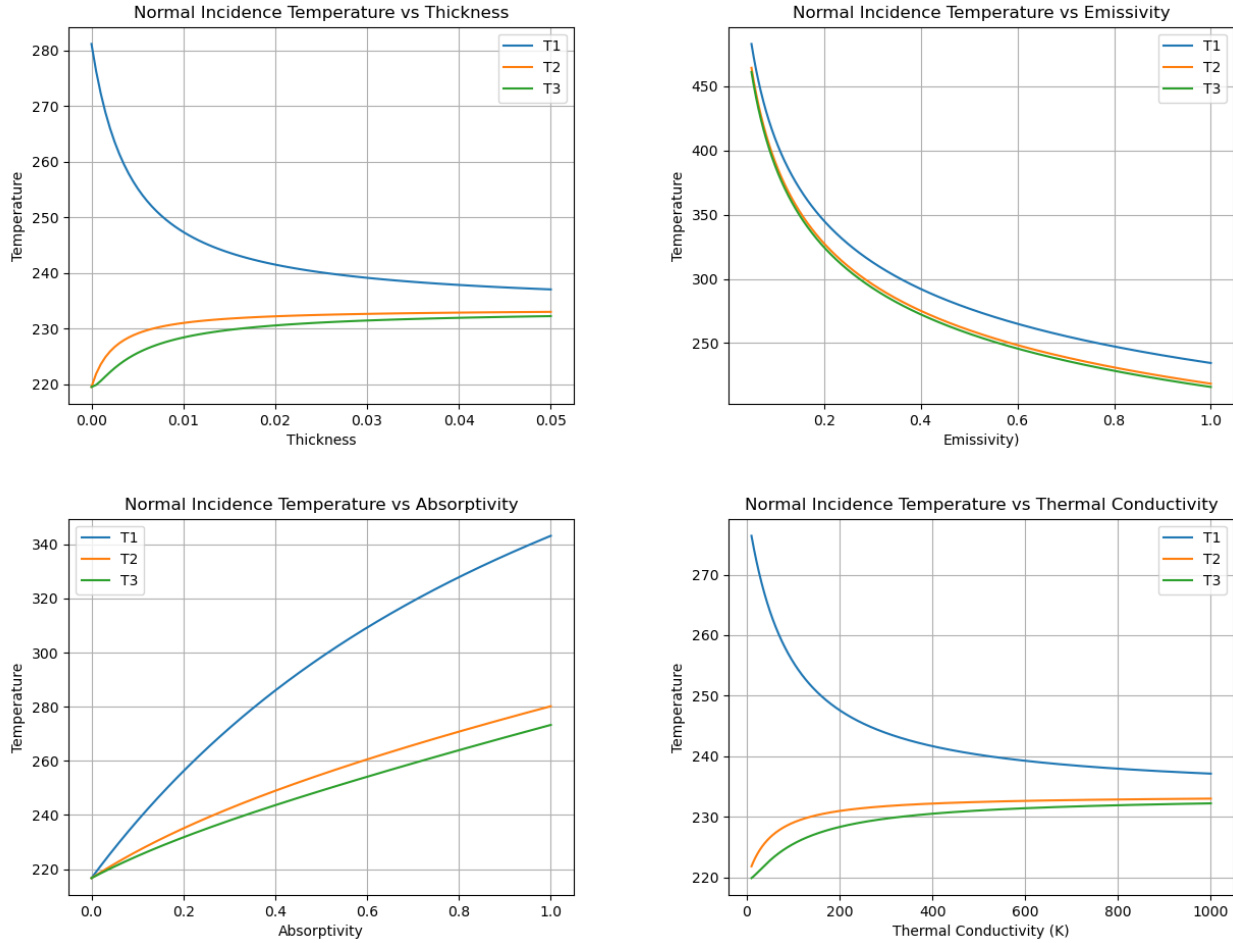 Normal Incidence Temperature vs Thickness
280
270
260
250
240
230
220
Temperature
T1
T2
T3
0.00 0.01 0.02 0.03 0.04 0.05
Thickness
Normal Incidence Temperature vs Emissivity
450
400
350
300
250
Temperature
T1
T2
T3
0.2 0.4 0.6 0.8 1.0
Emissivity)
Normal Incidence Temperature vs Absorptivity
340
320
300
280
260
240
220
Temperature
T1
T2
T3
0.0 0.2 0.4 0.6 0.8 1.0
Absorptivity
Normal Incidence Temperature vs Thermal Conductivity
270
260
250
240
230
220
Temperature
T1
T2
T3
0 200 400 600 800 1000
Thermal Conductivity (K)